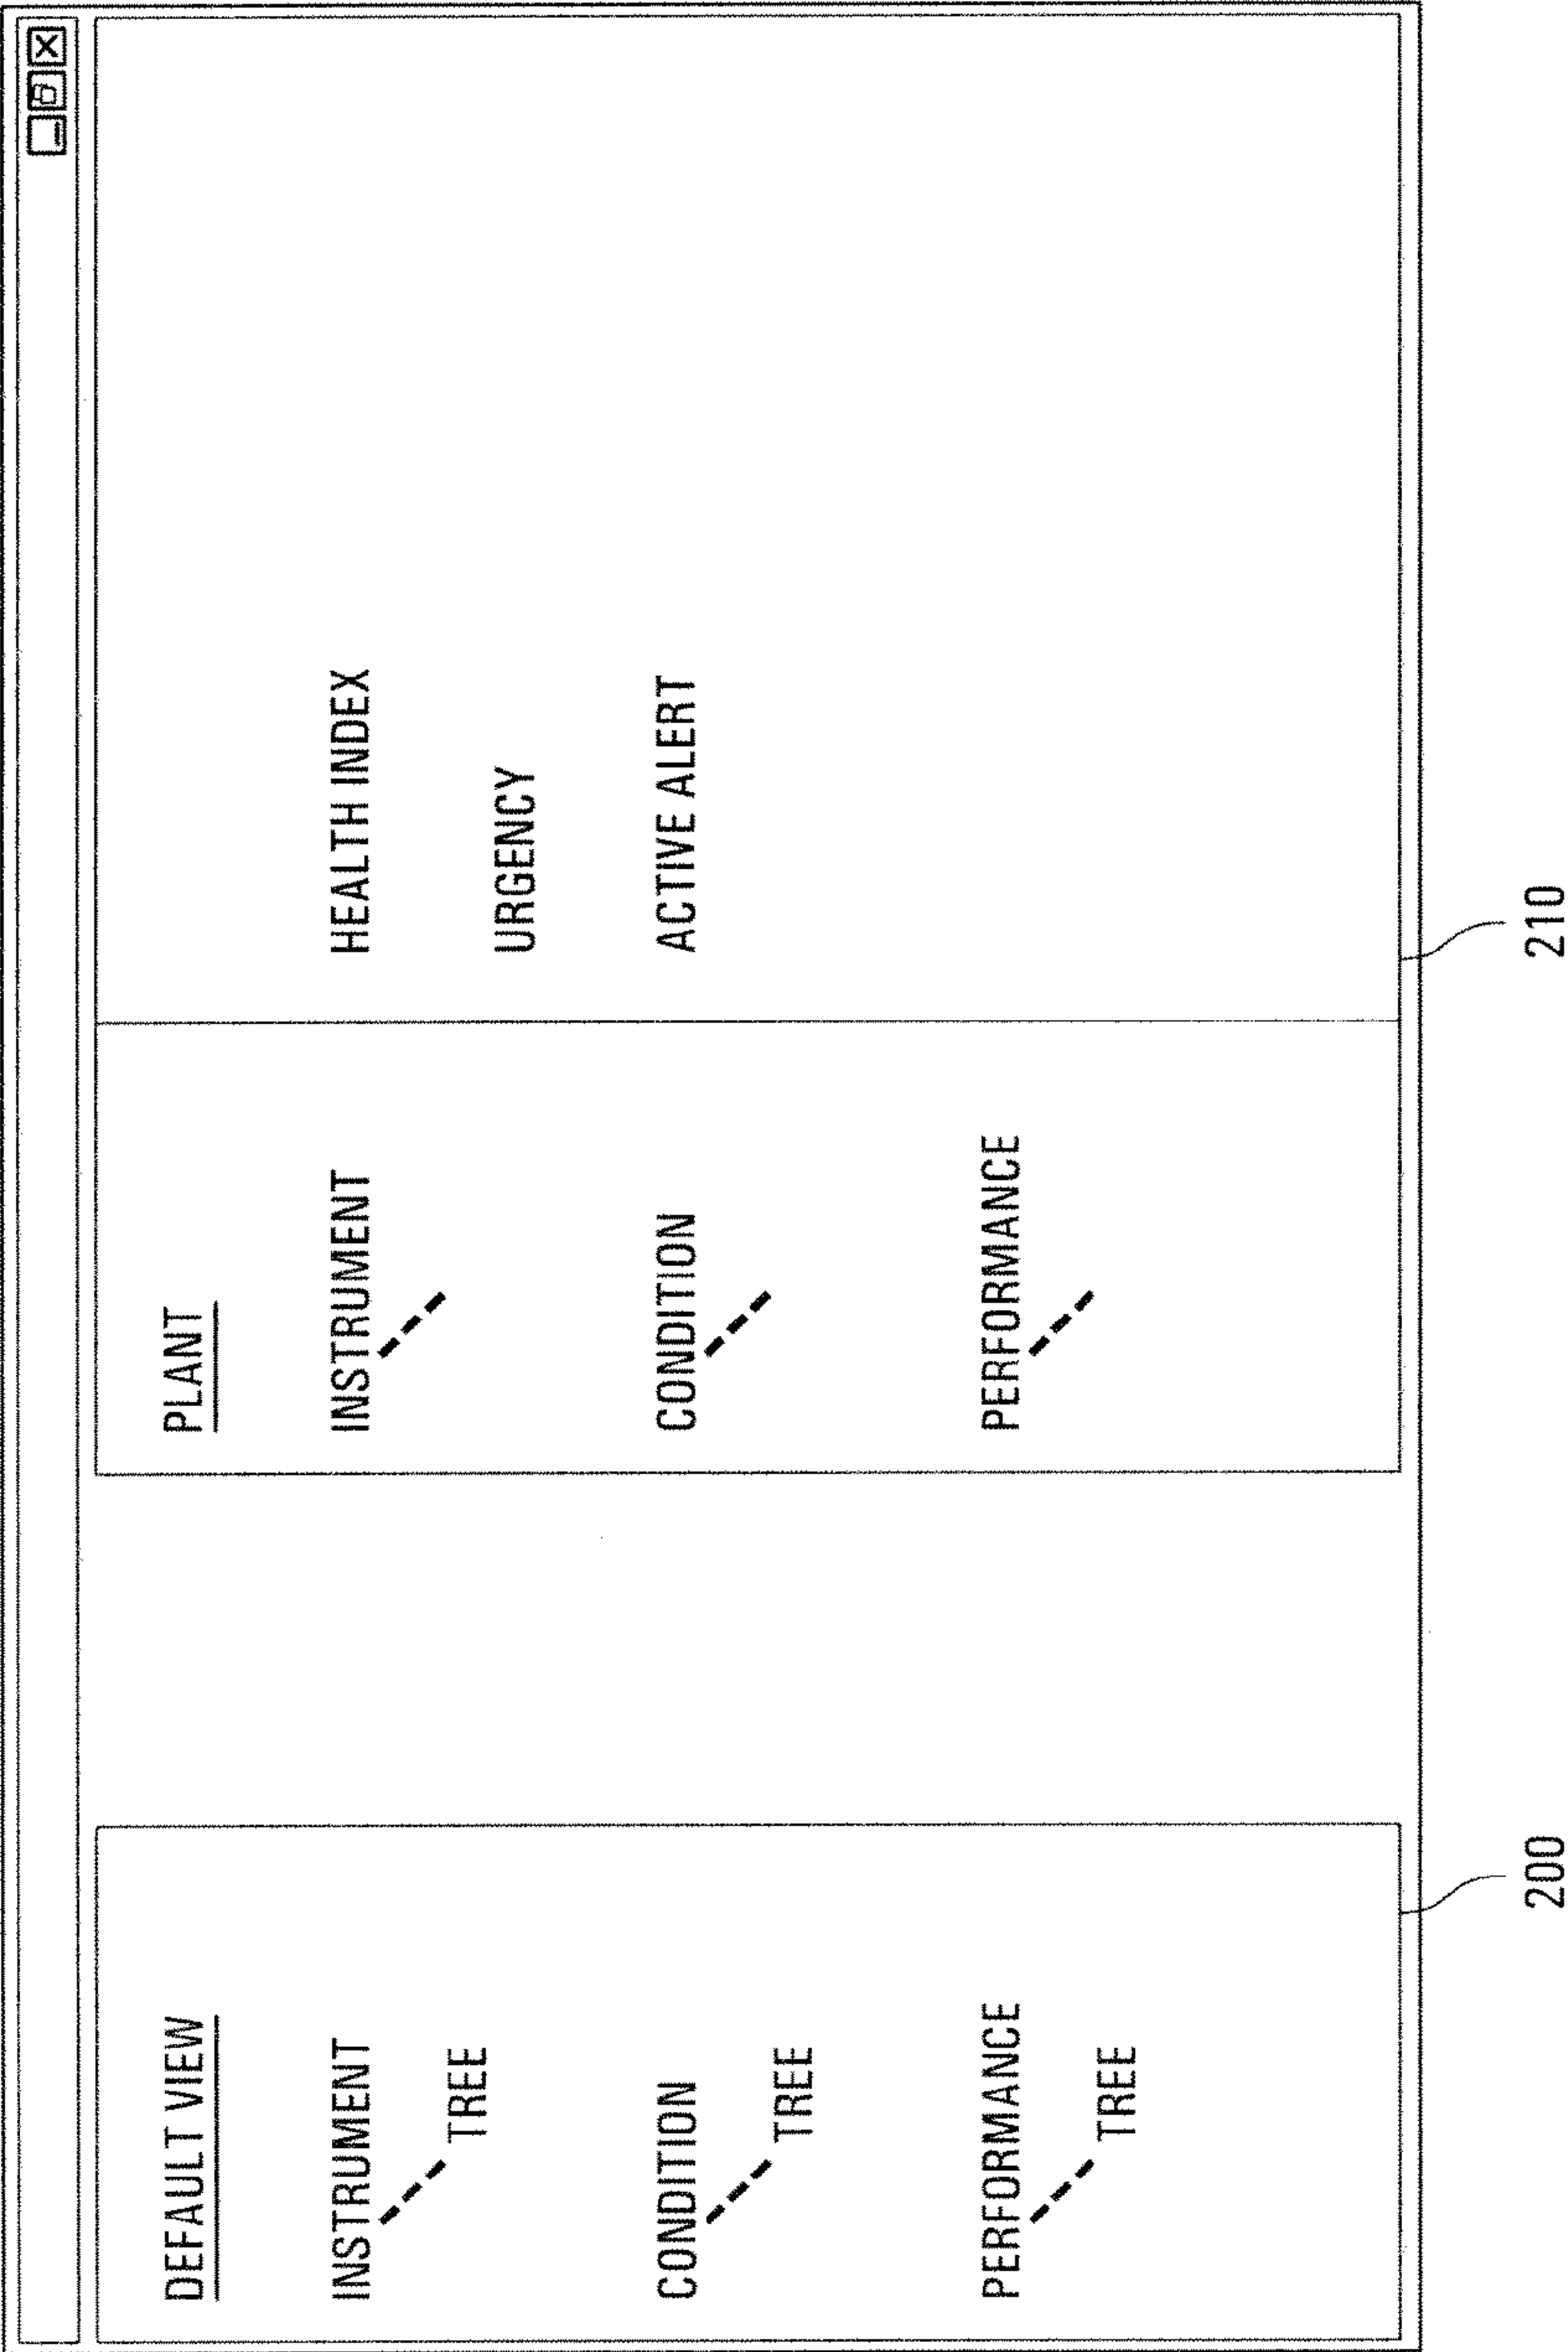 DEFAULT VIEW
INSTRUMENT
TREE
CONDITION
TREE
PERFORMANCE
TREE
PLANT
INSTRUMENT
CONDITION
PERFORMANCE
HEALTH INDEX
URGENCY
ACTIVE ALERT
200
210